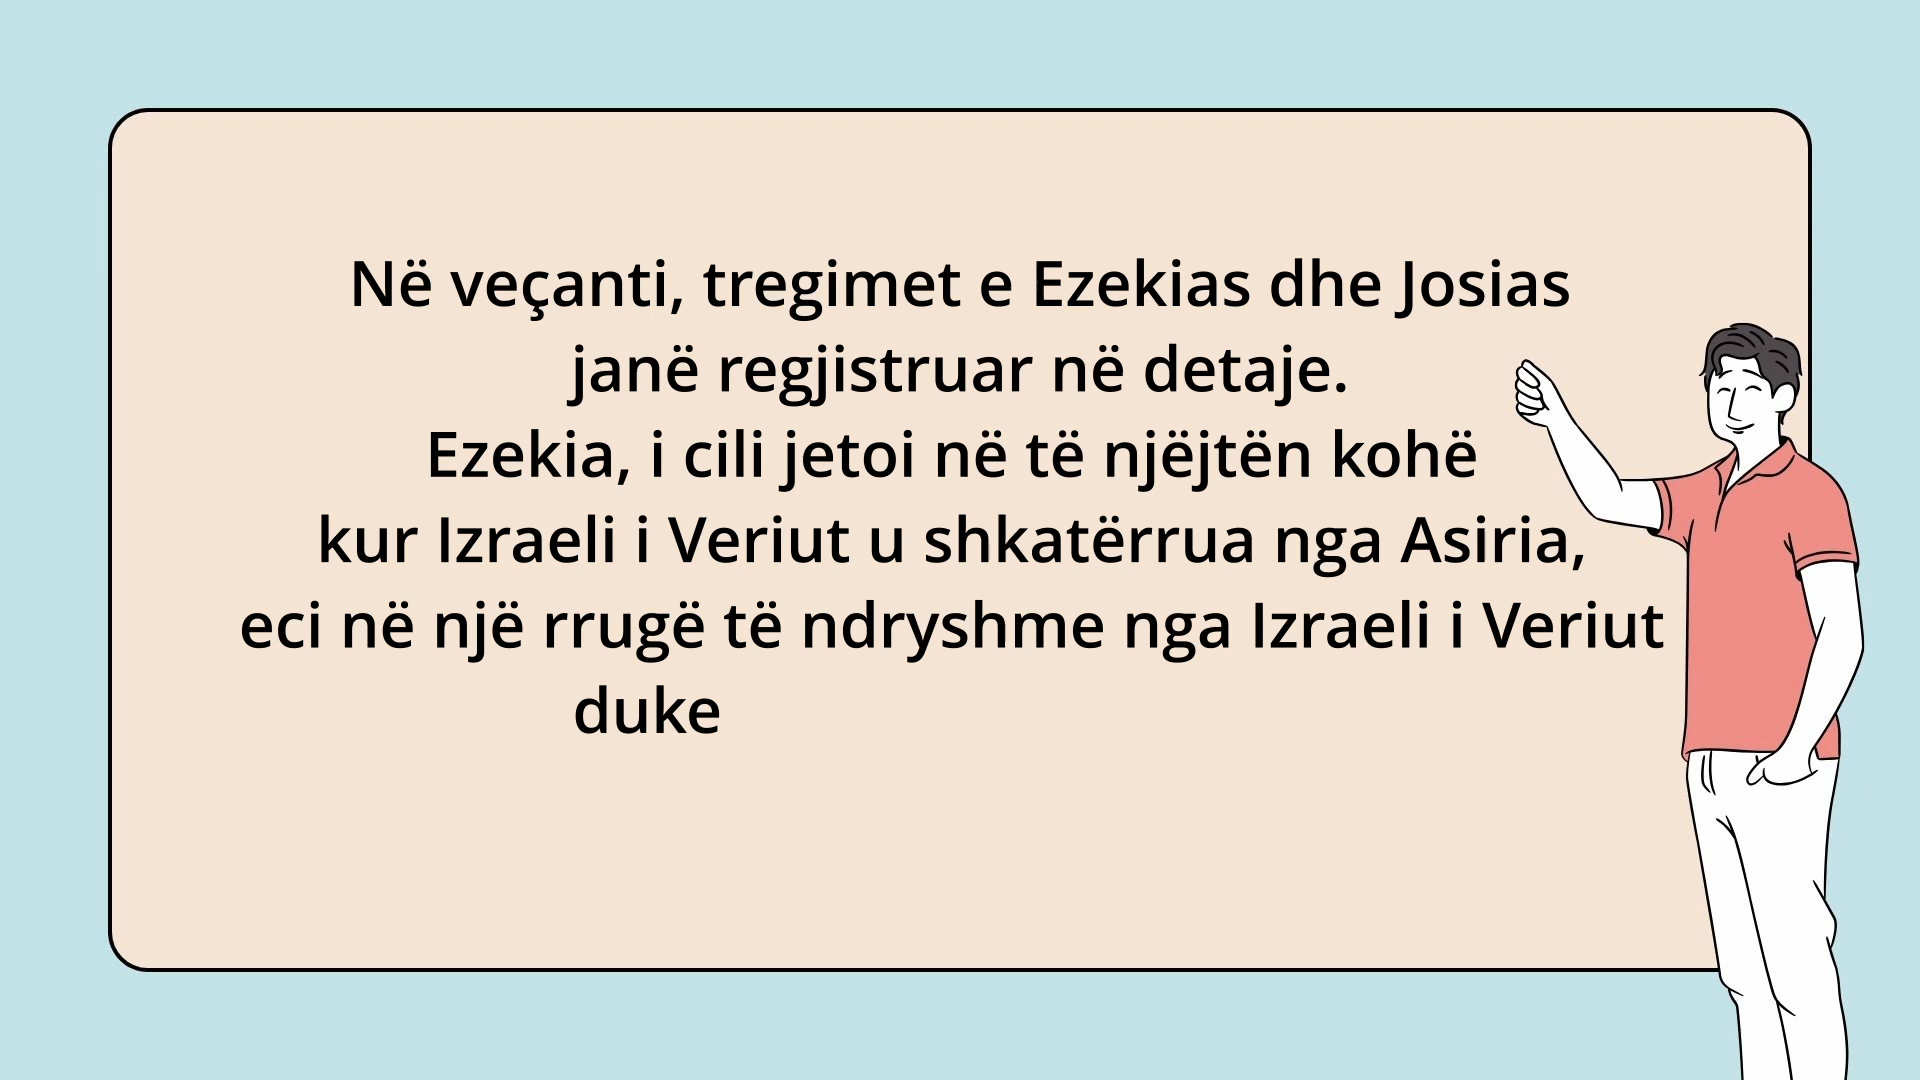 Në veçanti, tregimet e Ezekias dhe Josias
janë regjistruar në detaje.
Ezekia, i cili jetoi në të njëjtën kohë
kur Izraeli i Veriut u shkatërrua nga Asiria,
eci në një rrugë të ndryshme nga Izraeli i Veriut
duke